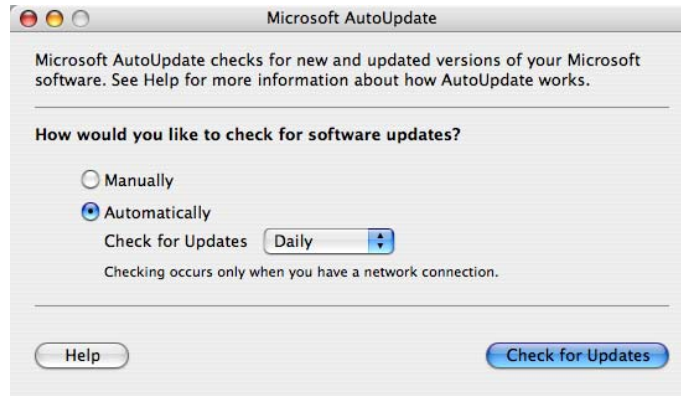 Microsoft AutoUpdate
Microsoft AutoUpdate checks for new and updated versions of your Microsoft
software. See Help for more information about how AutoUpdate works.
How would you like to check for software updates?
Manually
Automatically
Check for Updates Daily
Checking occurs only when you have a network connection.
Help Check for Updates